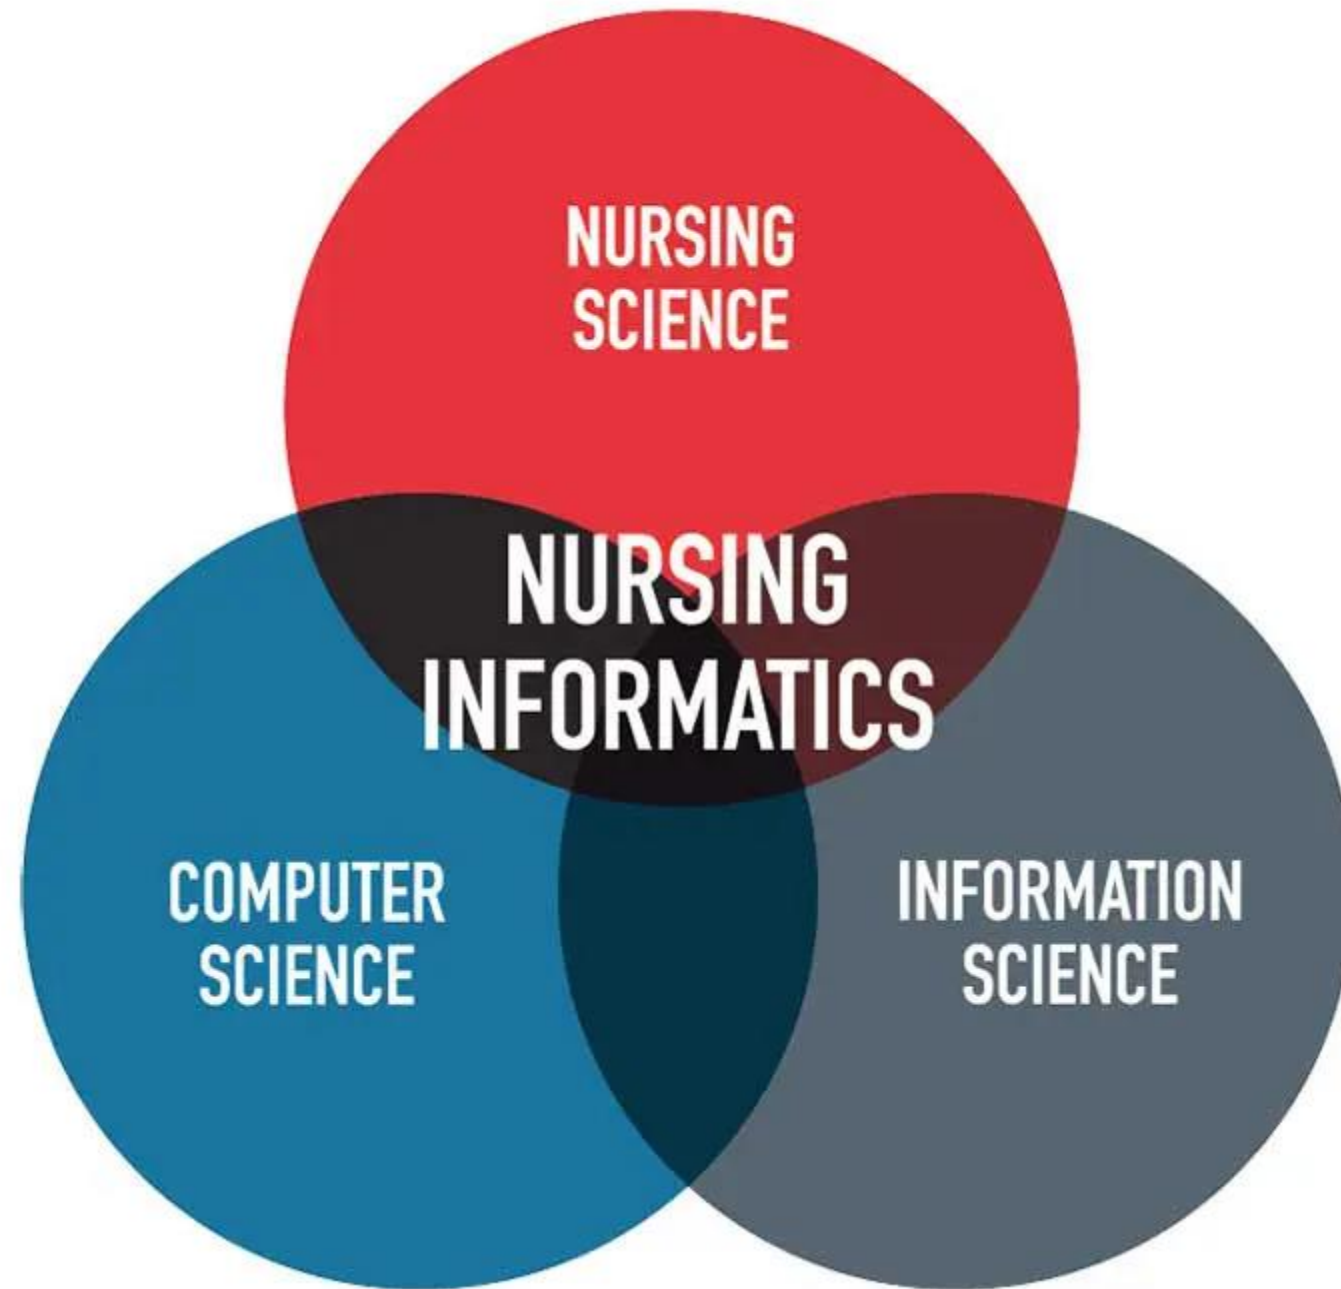 NURSING
SCIENCE
NURSING
INFORMATICS
COMPUTER
SCIENCE
INFORMATION
SCIENCE